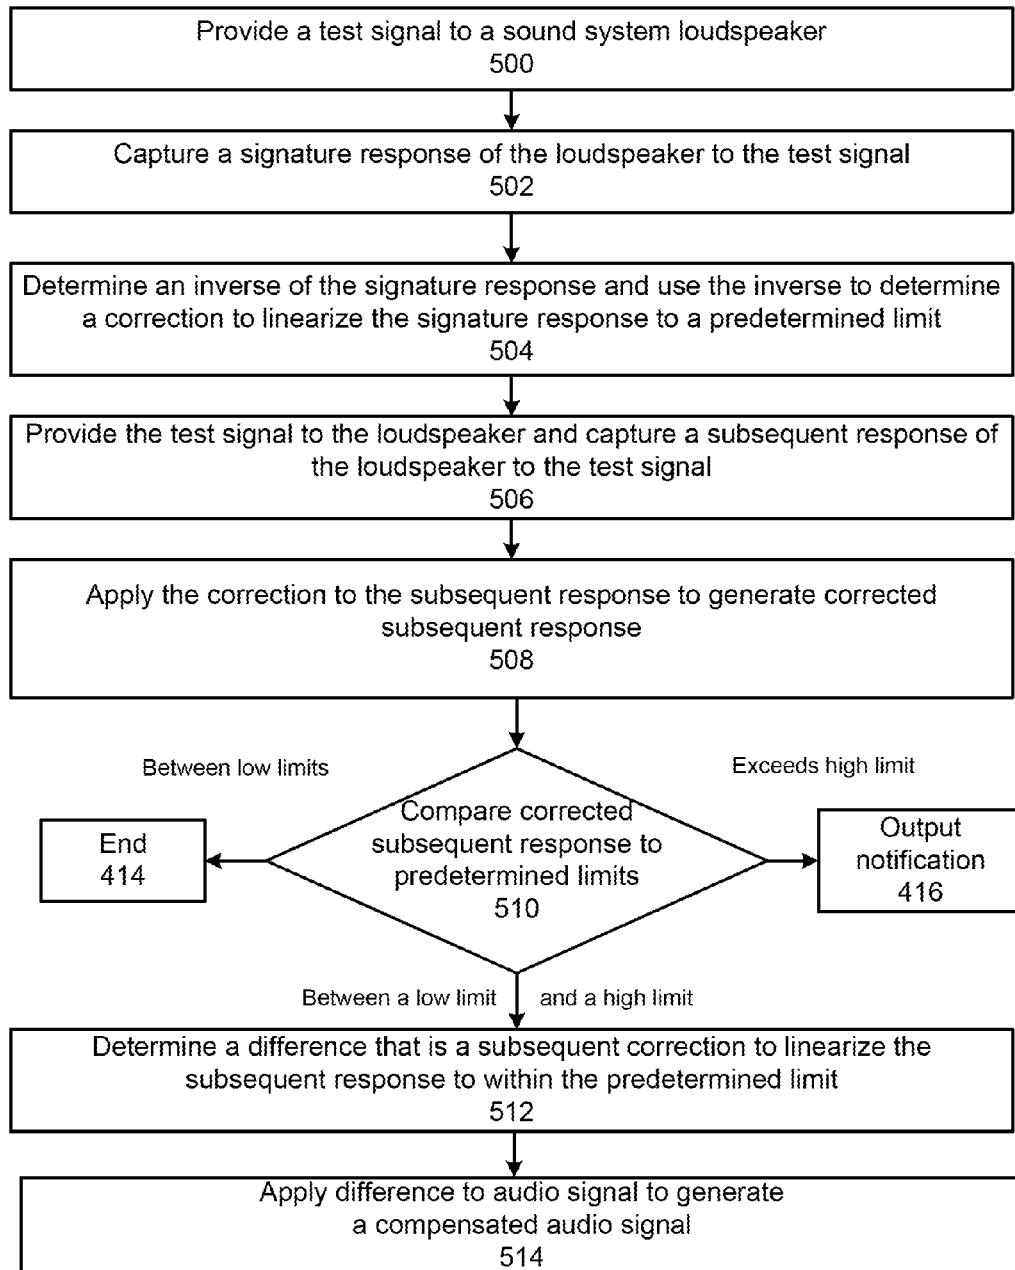 Provide a test signal to a sound system loudspeaker
500
Capture a signature response of the loudspeaker to the test signal
502
Determine an inverse of the signature response and use the inverse to determine
a correction to linearize the signature response to a predetermined limit
504
Provide the test signal to the loudspeaker and capture a subsequent response of
the loudspeaker to the test signal
506
Apply the correction to the subsequent response to generate corrected
subsequent response
508
Between low limits
Exceeds high limit
Compare corrected
subsequent response to
predetermined limits
510
End
414
Output
notification
416
Between a low limit and a high limit
Determine a difference that is a subsequent correction to linearize the
subsequent response to within the predetermined limit
512
Apply difference to audio signal to generate
a compensated audio signal
514